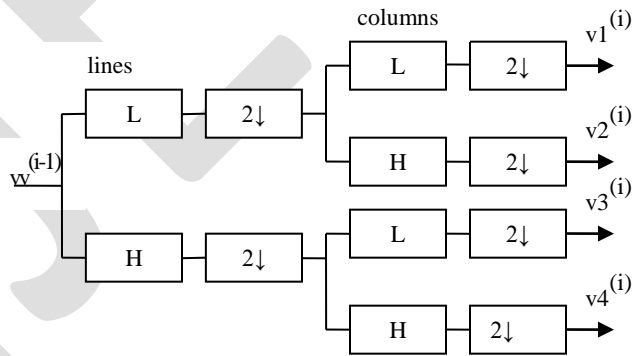 columns
v1(i)
lines
L
2↓
L
2↓
v2(i)
H
2↓
vv(i-1)
v3(i)
L
2↓
H
2↓
v4(i)
H
2↓